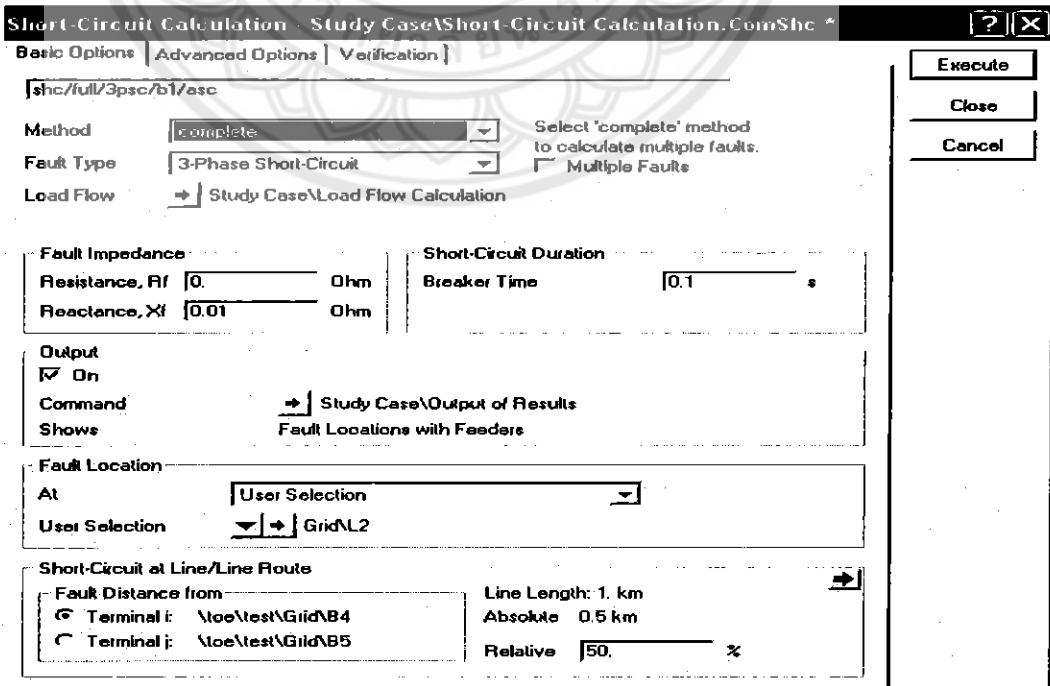 Short-Circuit Calculation - Study Case\Short-Circuit Calculation.ComShc *
Basic Options Advanced Options Verification
shc/full/3psc/b1/asc
Execute
Close
Cancel
Method complete
Select 'complete' method
to calculate multiple faults.
Fault Type 3-Phase Short-Circuit
Multiple Faults
Load Flow Study Case\Load Flow Calculation
Fault Impedance
Resistance, Rf 0. Ohm
Reactance, Xf 0.01 Ohm
Short-Circuit Duration
Breaker Time 0.1 s
Output
On
Command Study Case\Output of Results
Shows Fault Locations with Feeders
Fault Location
At User Selection
User Selection Grid\L2
Short-Circuit at Line/Line Route
Fault Distance from
Terminal i: \toe\test\Grid\B4
Terminal j: \toe\test\Grid\B5
Line Length: 1. km
Absolute 0.5 km
Relative 50. %